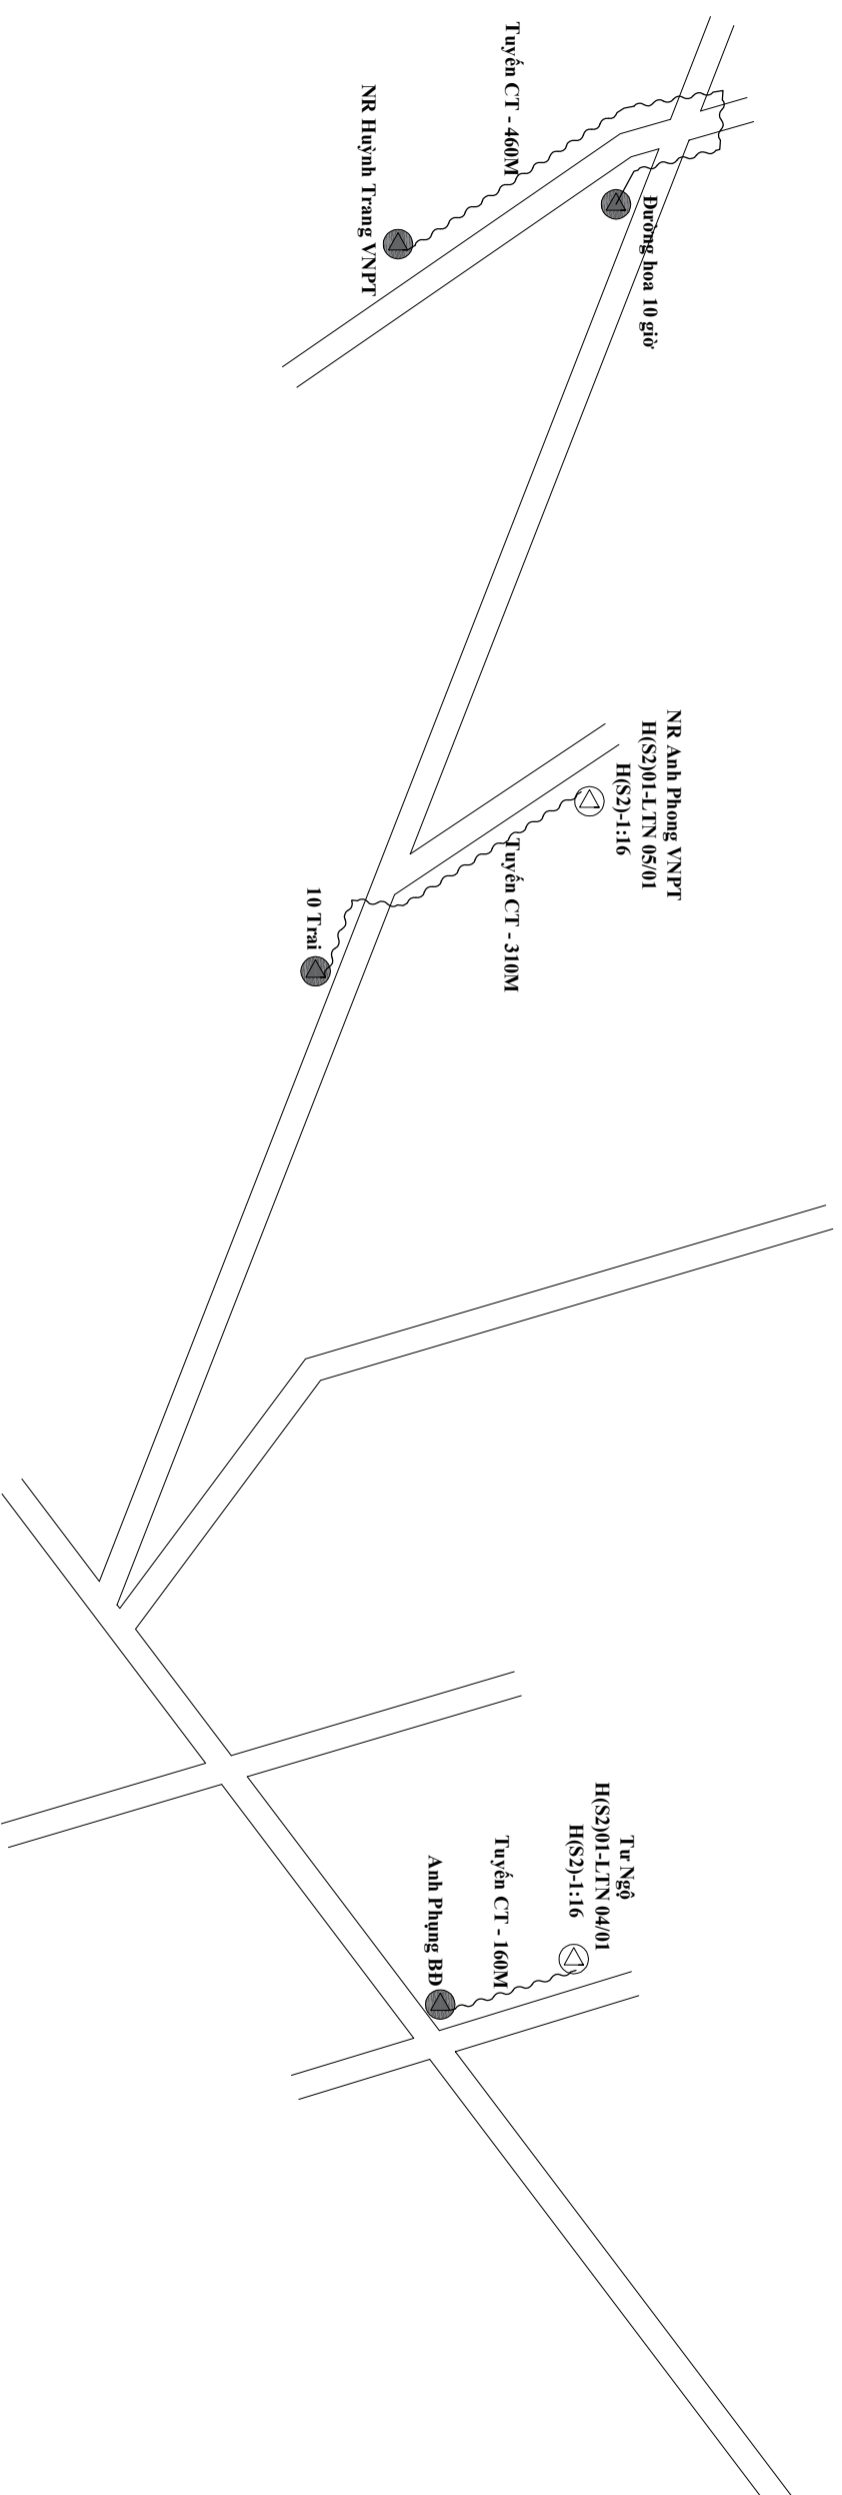 Tuyến CT - 460M
NR Huỳnh Trang VNPT
Đường hoa 10 giờ
NR Anh Phong VNPT
H(S2)01-LTN 05/01
H(S2)-1:16
Tuyến CT - 310M
10 Trai
Tư Ngộ
H(S2)01-LTN 04/01
H(S2)-1:16
Tuyến CT - 160M
Anh Phụng BĐ